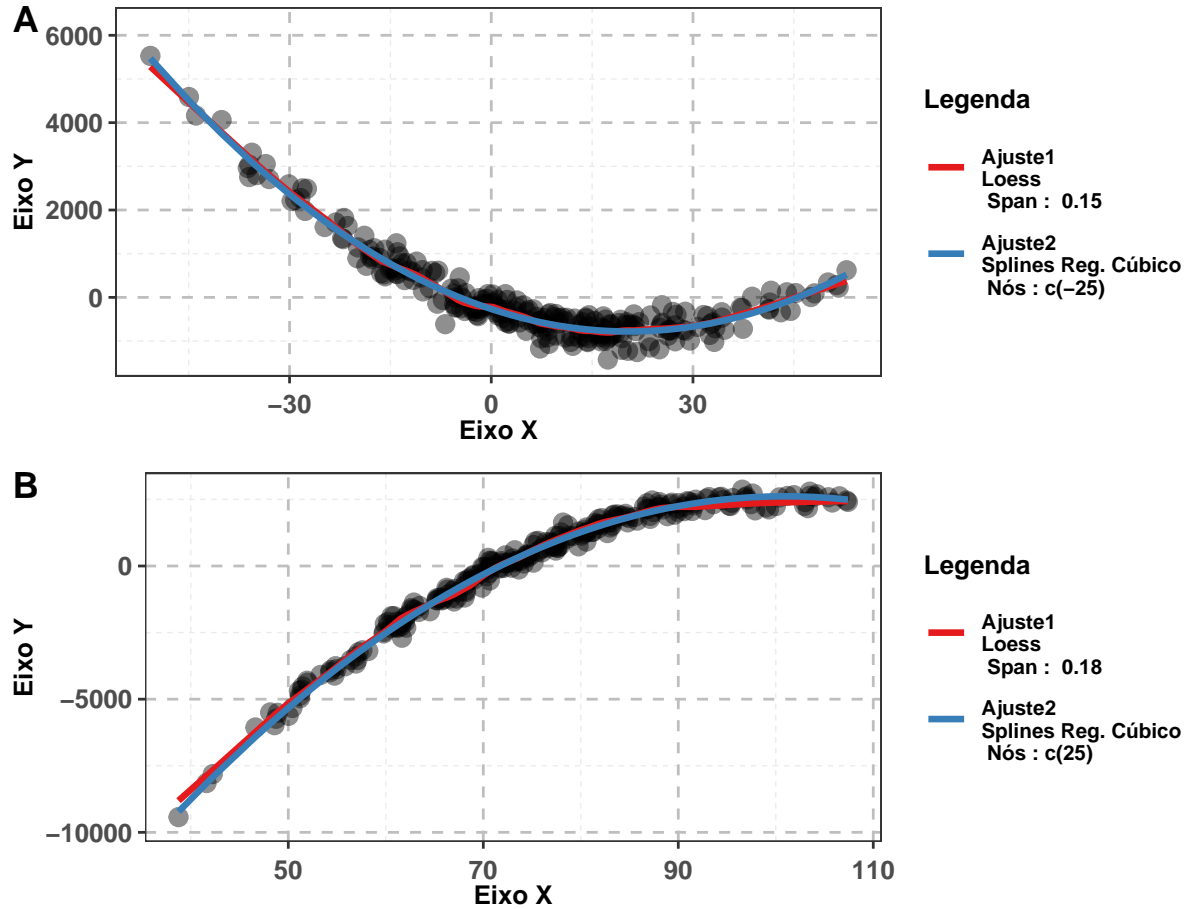 A
6000
4000
2000
0
Eixo Y
−30
0
30
Eixo X
Legenda
Ajuste1
Loess
Span : 0.15
Ajuste2
Splines Reg. Cúbico
Nós : c(−25)
B
0
−5000
−10000
Eixo Y
50
70
90
110
Eixo X
Legenda
Ajuste1
Loess
Span : 0.18
Ajuste2
Splines Reg. Cúbico
Nós : c(25)